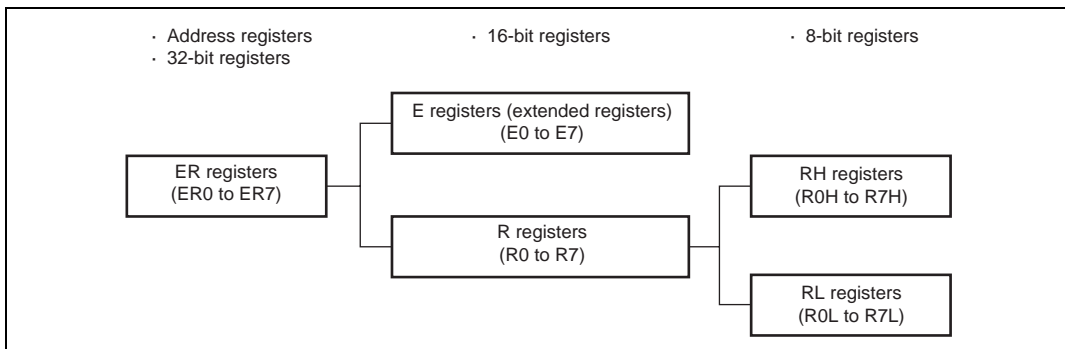 · Address registers
· 32-bit registers
· 16-bit registers
· 8-bit registers
E registers (extended registers)
(E0 to E7)
ER registers
(ER0 to ER7)
RH registers
(R0H to R7H)
R registers
(R0 to R7)
RL registers
(R0L to R7L)